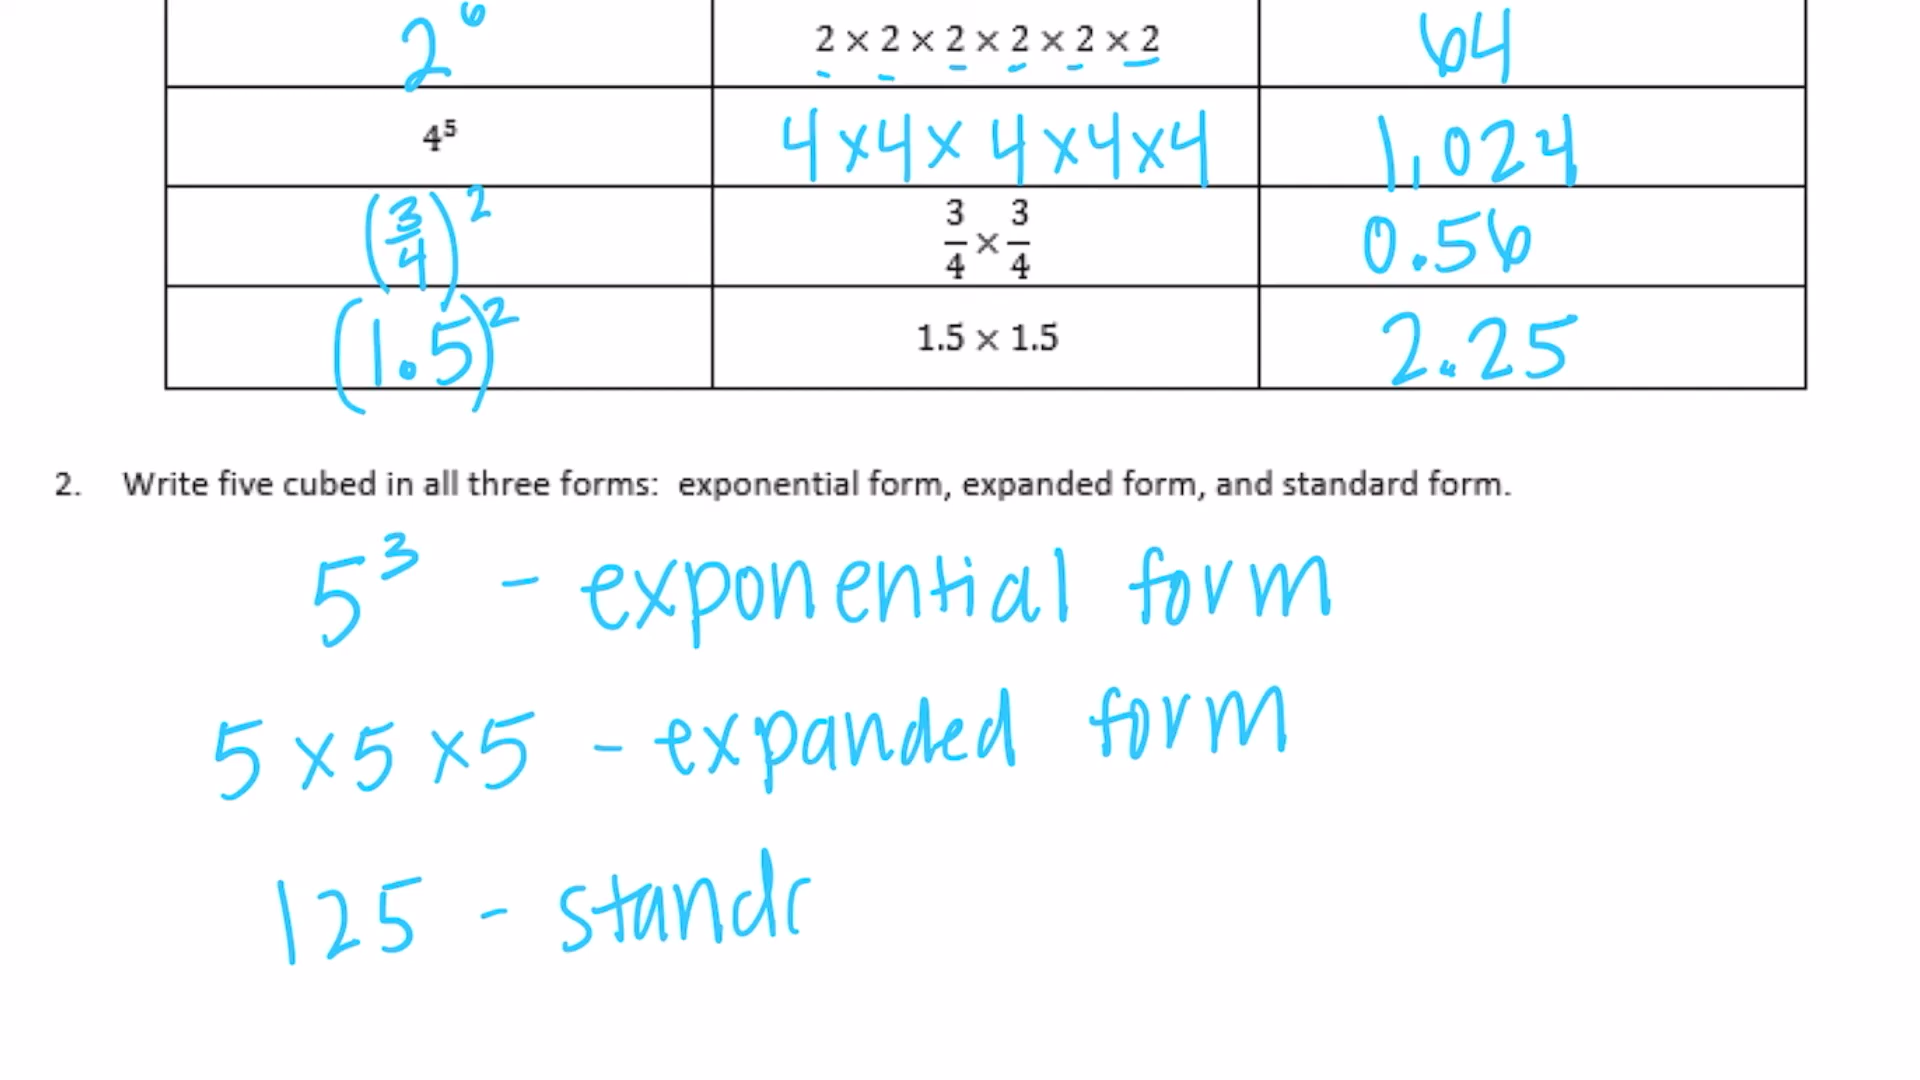 2⁶ 2 × 2 × 2 × 2 × 2 × 2 64
4⁵ 4 × 4 × 4 × 4 × 4 1,024
(3/4)² 3/4 × 3/4 0.56
(1.5)² 1.5 × 1.5 2.25
2. Write five cubed in all three forms: exponential form, expanded form, and standard form.
5³ - exponential form
5 × 5 × 5 - expanded form
125 - stand